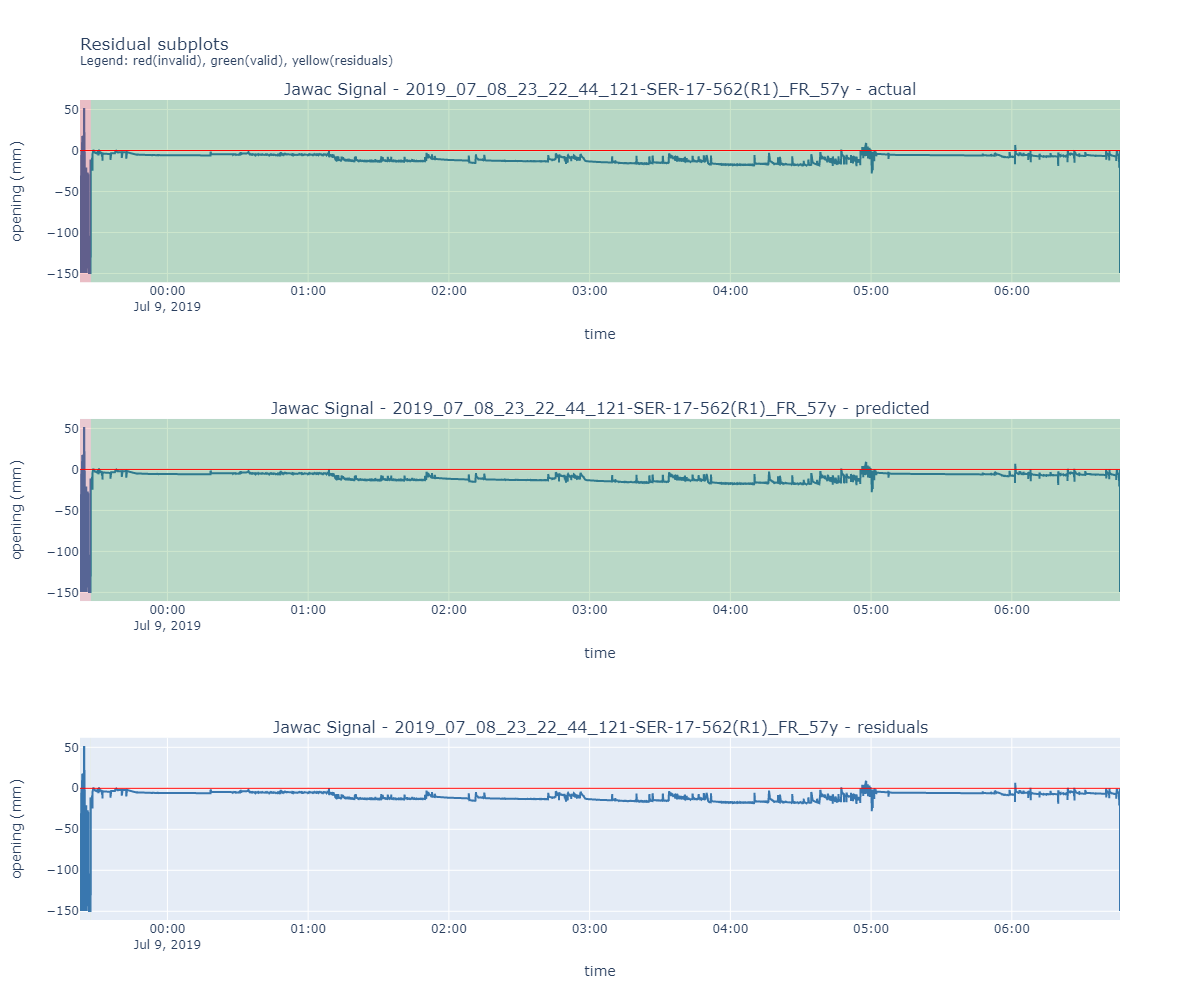 Residual subplots
Legend: red(invalid), green(valid), yellow(residuals)
Jawac Signal - 2019_07_08_23_22_44_121-SER-17-562(R1)_FR_57y - actual
opening (mm)
50
0
−50
−100
−150
00:00 01:00 02:00 03:00 04:00 05:00 06:00
Jul 9, 2019
time
Jawac Signal - 2019_07_08_23_22_44_121-SER-17-562(R1)_FR_57y - predicted
opening (mm)
50
0
−50
−100
−150
00:00 01:00 02:00 03:00 04:00 05:00 06:00
Jul 9, 2019
time
Jawac Signal - 2019_07_08_23_22_44_121-SER-17-562(R1)_FR_57y - residuals
opening (mm)
50
0
−50
−100
−150
00:00 01:00 02:00 03:00 04:00 05:00 06:00
Jul 9, 2019
time